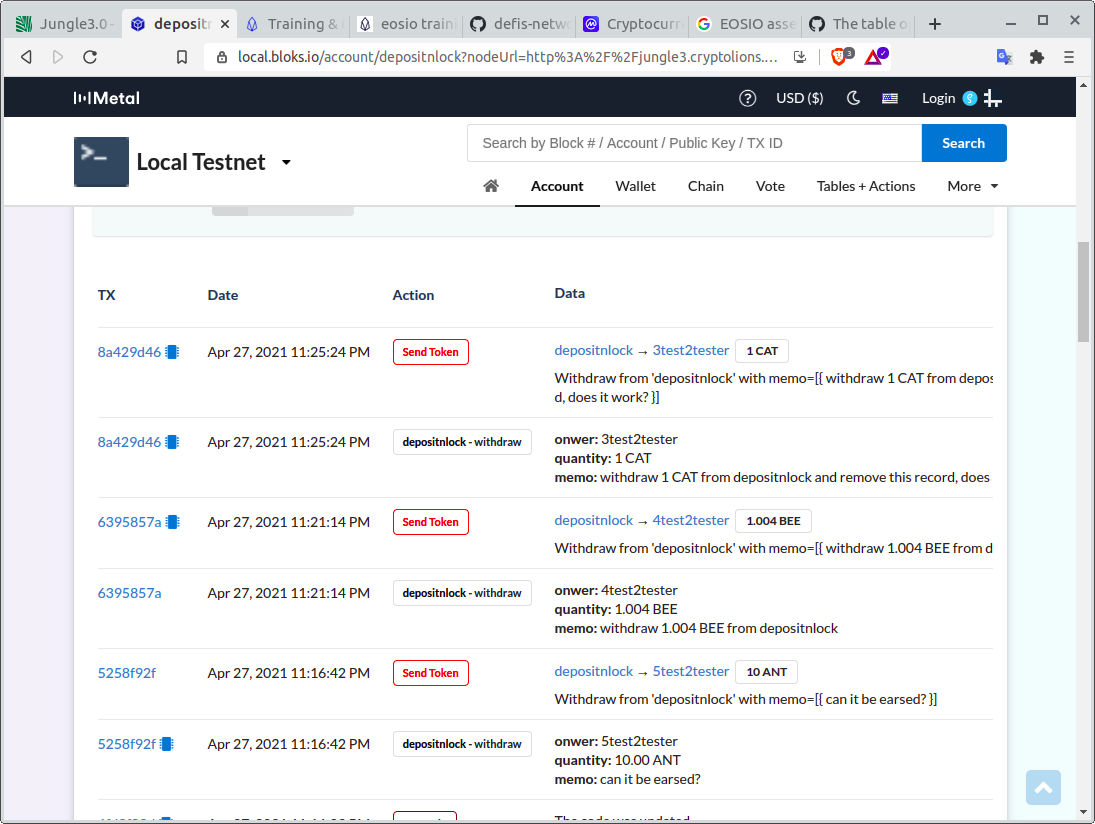 Jungle3.0 -
depositn
Training &
eosio traini
defis-netwo
Cryptocurr
EOSIO asse
The table o
local.bloks.io/account/depositnlock?nodeUrl=http%3A%2F%2Fjungle3.cryptolions....
3
Metal
USD ($)
Login
Local Testnet
Search by Block # / Account / Public Key / TX ID
Search
Account Wallet Chain Vote Tables + Actions More
TX Date Action Data
8a429d46 Apr 27, 2021 11:25:24 PM Send Token depositnlock → 3test2tester 1 CAT
Withdraw from 'depositnlock' with memo=[{ withdraw 1 CAT from depos
d, does it work? }]
8a429d46 Apr 27, 2021 11:25:24 PM depositnlock - withdraw onwer: 3test2tester
quantity: 1 CAT
memo: withdraw 1 CAT from depositnlock and remove this record, does
6395857a Apr 27, 2021 11:21:14 PM Send Token depositnlock → 4test2tester 1.004 BEE
Withdraw from 'depositnlock' with memo=[{ withdraw 1.004 BEE from d
6395857a Apr 27, 2021 11:21:14 PM depositnlock - withdraw onwer: 4test2tester
quantity: 1.004 BEE
memo: withdraw 1.004 BEE from depositnlock
5258f92f Apr 27, 2021 11:16:42 PM Send Token depositnlock → 5test2tester 10 ANT
Withdraw from 'depositnlock' with memo=[{ can it be earsed? }]
5258f92f Apr 27, 2021 11:16:42 PM depositnlock - withdraw onwer: 5test2tester
quantity: 10.00 ANT
memo: can it be earsed?
The code was updated